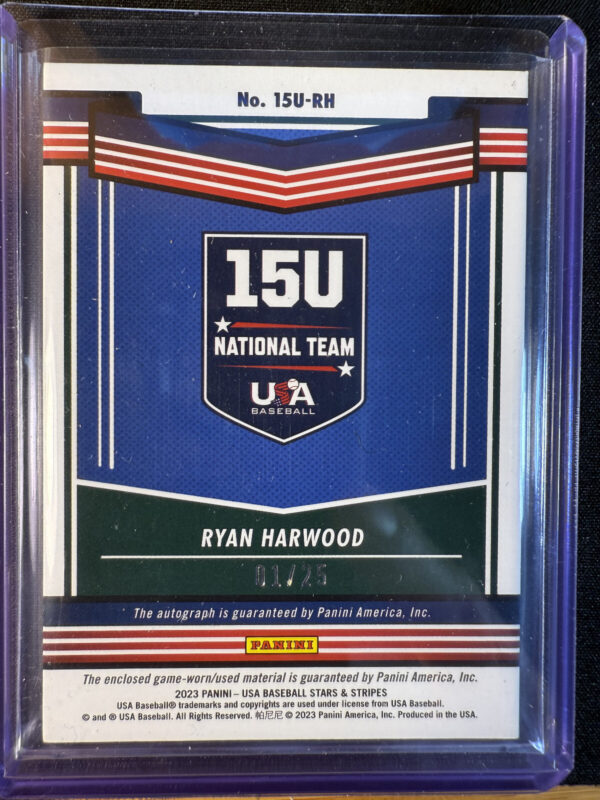 No. 15U-RH
15U
NATIONAL TEAM
USA
BASEBALL
RYAN HARWOOD
01/25
The autograph is guaranteed by Panini America, Inc.
PANINI
The enclosed game-worn/used material is guaranteed by Panini America, Inc.
2023 PANINI – USA BASEBALL STARS & STRIPES
USA Baseball® trademarks and copyrights are used under license from USA Baseball.
© and ® USA Baseball. All Rights Reserved. 帕尼尼 © 2023 Panini America, Inc. Produced in the USA.